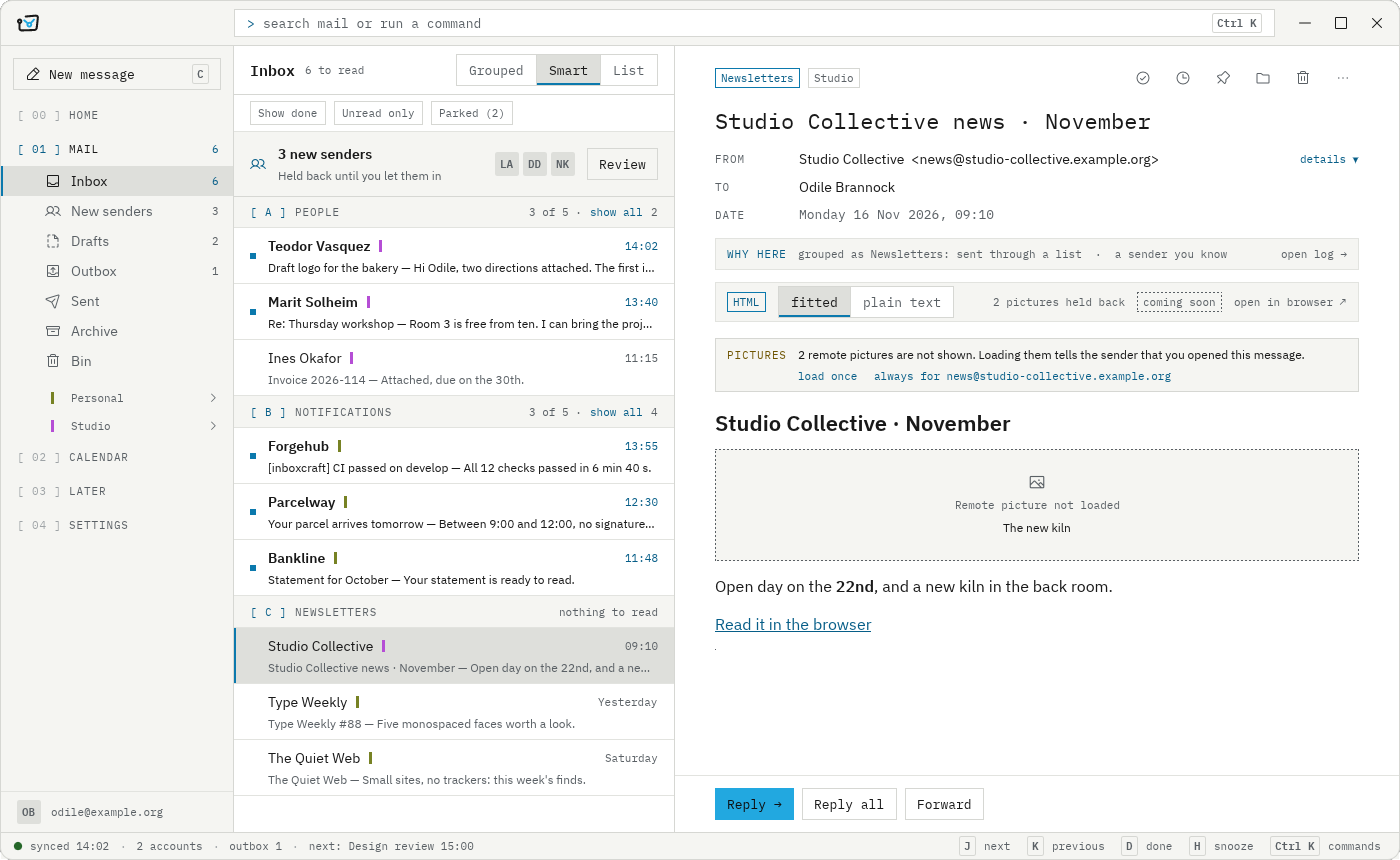 > search mail or run a command Ctrl K
New message C
[ 00 ] HOME
[ 01 ] MAIL 6
Inbox 6
New senders 3
Drafts 2
Outbox 1
Sent
Archive
Bin
Personal
Studio
[ 02 ] CALENDAR
[ 03 ] LATER
[ 04 ] SETTINGS
OB odile@example.org
Inbox 6 to read Grouped Smart List
Show done Unread only Parked (2)
3 new senders
Held back until you let them in
LA DD NK Review
[ A ] PEOPLE 3 of 5 · show all 2
Teodor Vasquez 14:02
Draft logo for the bakery — Hi Odile, two directions attached. The first i…
Marit Solheim 13:40
Re: Thursday workshop — Room 3 is free from ten. I can bring the proj…
Ines Okafor 11:15
Invoice 2026-114 — Attached, due on the 30th.
[ B ] NOTIFICATIONS 3 of 5 · show all 4
Forgehub 13:55
[inboxcraft] CI passed on develop — All 12 checks passed in 6 min 40 s.
Parcelway 12:30
Your parcel arrives tomorrow — Between 9:00 and 12:00, no signature…
Bankline 11:48
Statement for October — Your statement is ready to read.
[ C ] NEWSLETTERS nothing to read
Studio Collective 09:10
Studio Collective news · November — Open day on the 22nd, and a ne…
Type Weekly Yesterday
Type Weekly #88 — Five monospaced faces worth a look.
The Quiet Web Saturday
The Quiet Web — Small sites, no trackers: this week's finds.
Newsletters Studio
Studio Collective news · November
FROM Studio Collective <news@studio-collective.example.org> details ▾
TO Odile Brannock
DATE Monday 16 Nov 2026, 09:10
WHY HERE grouped as Newsletters: sent through a list · a sender you know open log →
HTML fitted plain text 2 pictures held back coming soon open in browser ↗
PICTURES 2 remote pictures are not shown. Loading them tells the sender that you opened this message.
load once always for news@studio-collective.example.org
Studio Collective · November
Remote picture not loaded
The new kiln
Open day on the 22nd, and a new kiln in the back room.
Read it in the browser
Reply → Reply all Forward
synced 14:02 · 2 accounts · outbox 1 · next: Design review 15:00
J next K previous D done H snooze Ctrl K commands